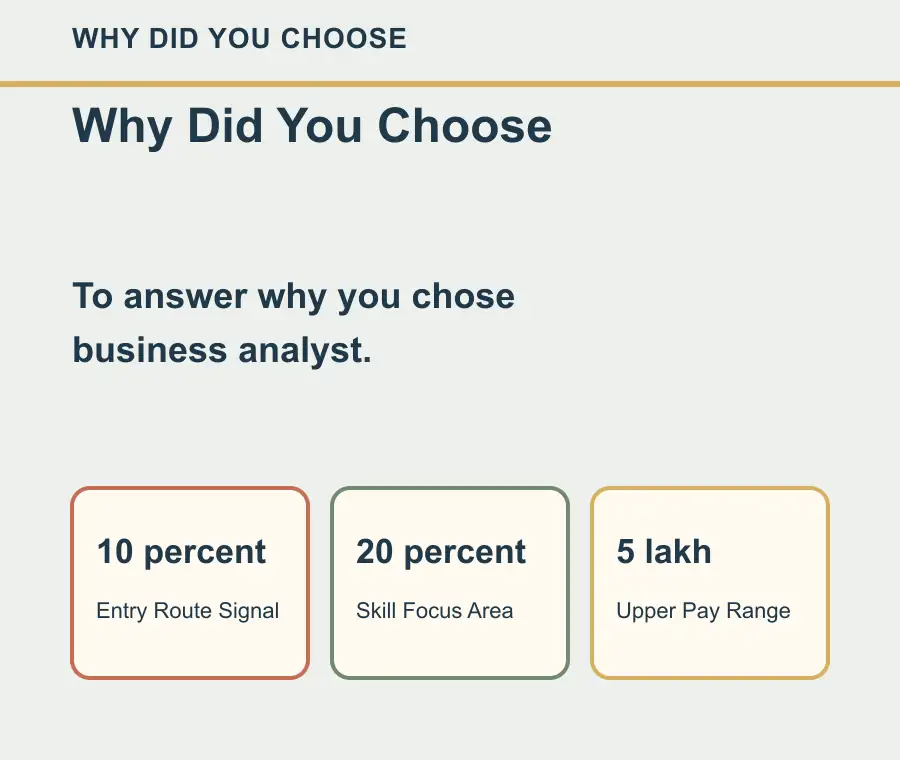 WHY DID YOU CHOOSE
Why Did You Choose
To answer why you chose
business analyst.
10 percent
Entry Route Signal
20 percent
Skill Focus Area
5 lakh
Upper Pay Range